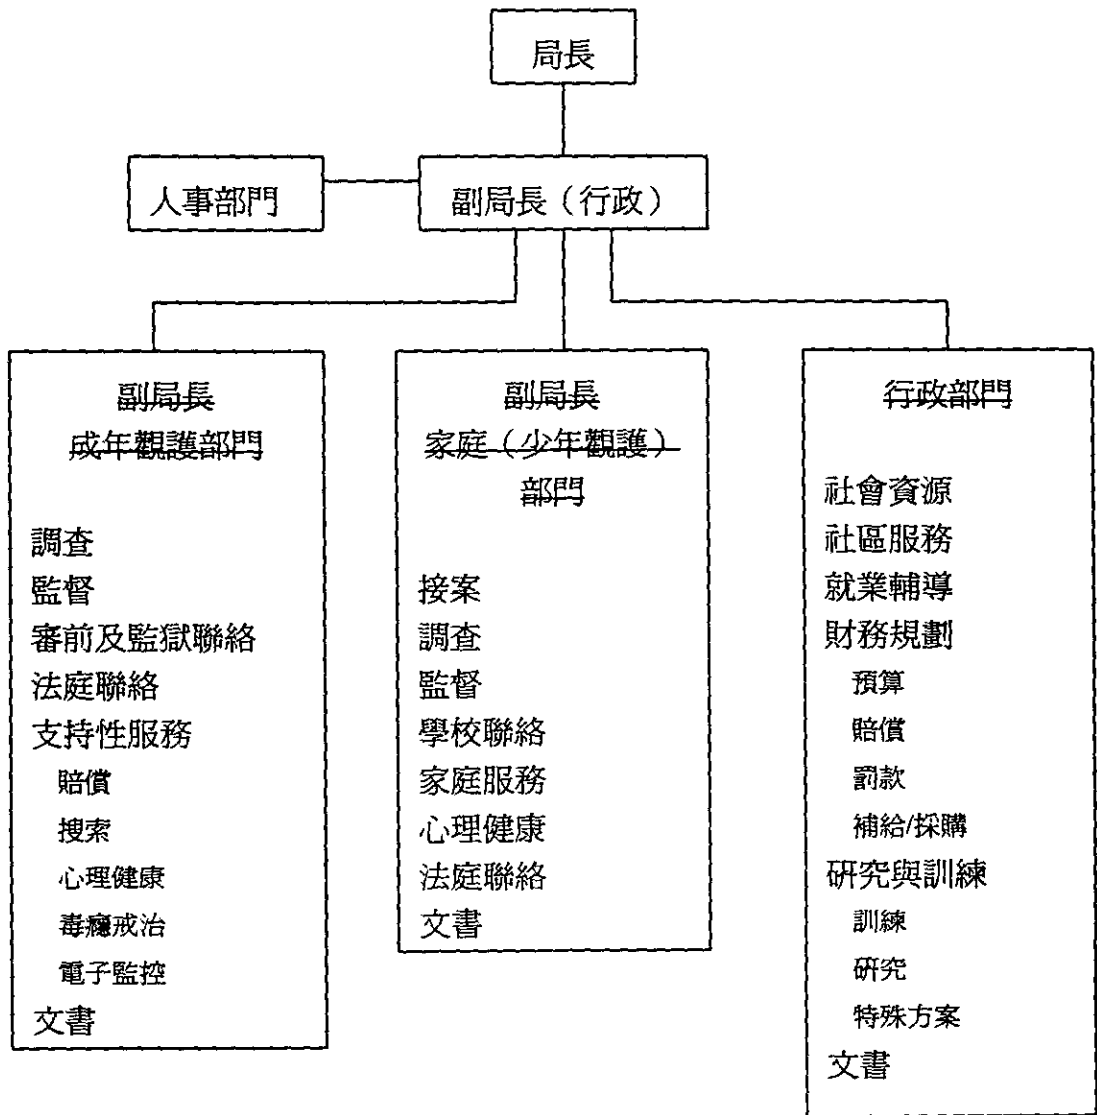 局長
人事部門
副局長（行政）
副局長
成年觀護部門
調查
監督
審前及監獄聯絡
法庭聯絡
支持性服務
賠償
搜索
心理健康
毒癮戒治
電子監控
文書
副局長
家庭（少年觀護）
部門
接案
調查
監督
學校聯絡
家庭服務
心理健康
法庭聯絡
文書
行政部門
社會資源
社區服務
就業輔導
財務規劃
預算
賠償
罰款
補給/採購
研究與訓練
訓練
研究
特殊方案
文書